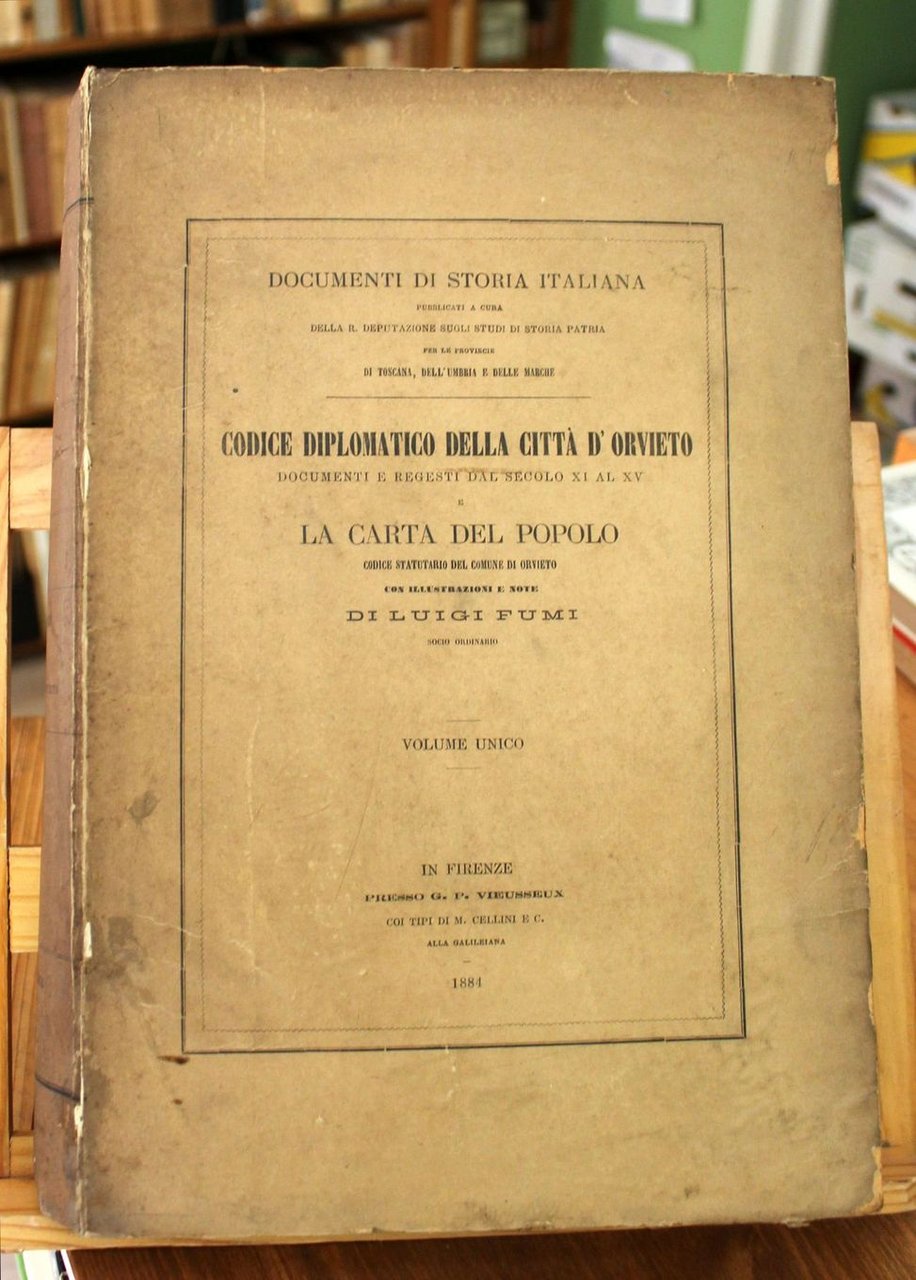 DOCUMENTI DI STORIA ITALIANA
PUBBLICATI A CURA
DELLA R. DEPUTAZIONE SUGLI STUDI DI STORIA PATRIA
PER LE PROVINCIE
DI TOSCANA, DELL'UMBRIA E DELLE MARCHE
CODICE DIPLOMATICO DELLA CITTÀ D' ORVIETO
DOCUMENTI E REGESTI DAL SECOLO XI AL XV
E
LA CARTA DEL POPOLO
CODICE STATUTARIO DEL COMUNE DI ORVIETO
CON ILLUSTRAZIONI E NOTE
DI LUIGI FUMI
SOCIO ORDINARIO
VOLUME UNICO
IN FIRENZE
PRESSO G. P. VIEUSSEUX
COI TIPI DI M. CELLINI E C.
ALLA GALILEIANA
1884